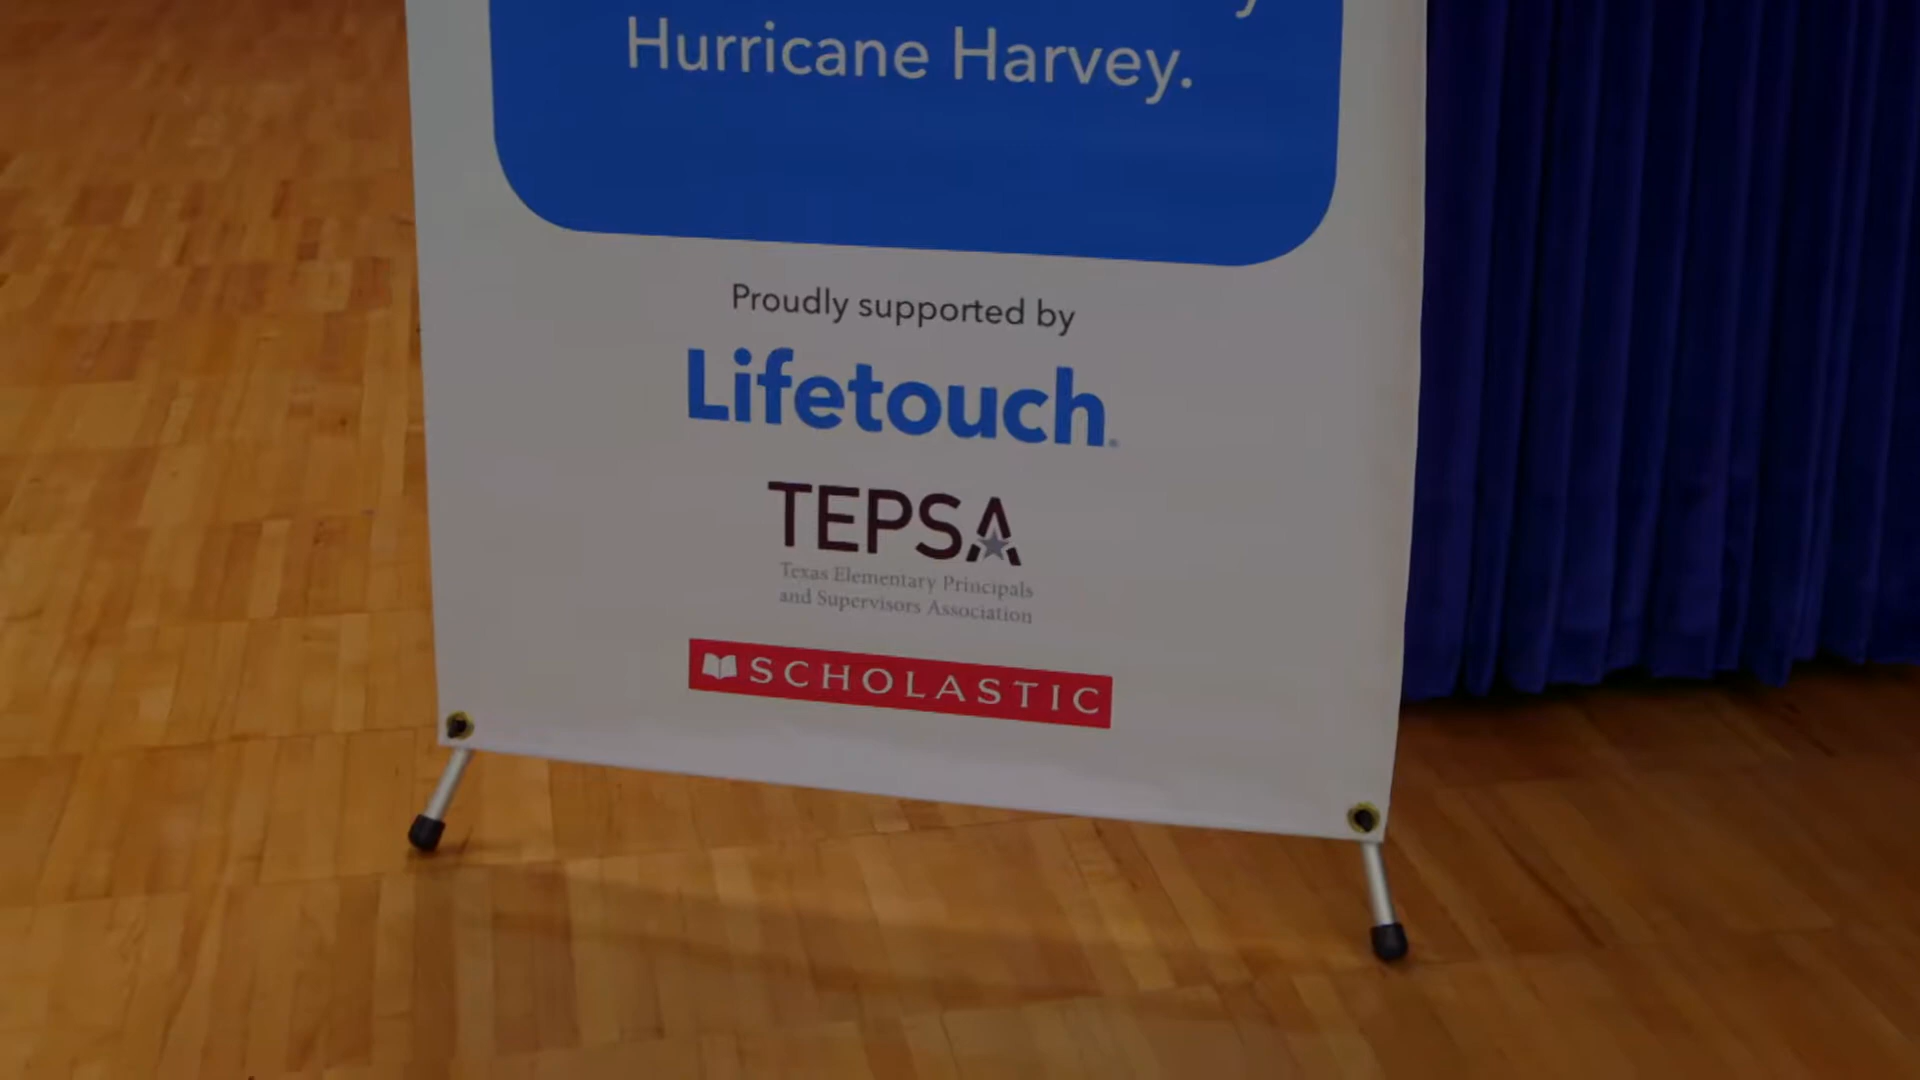 Hurricane Harvey.
Proudly supported by
Lifetouch.
TEPSA
Texas Elementary Principals
and Supervisors Association
SCHOLASTIC